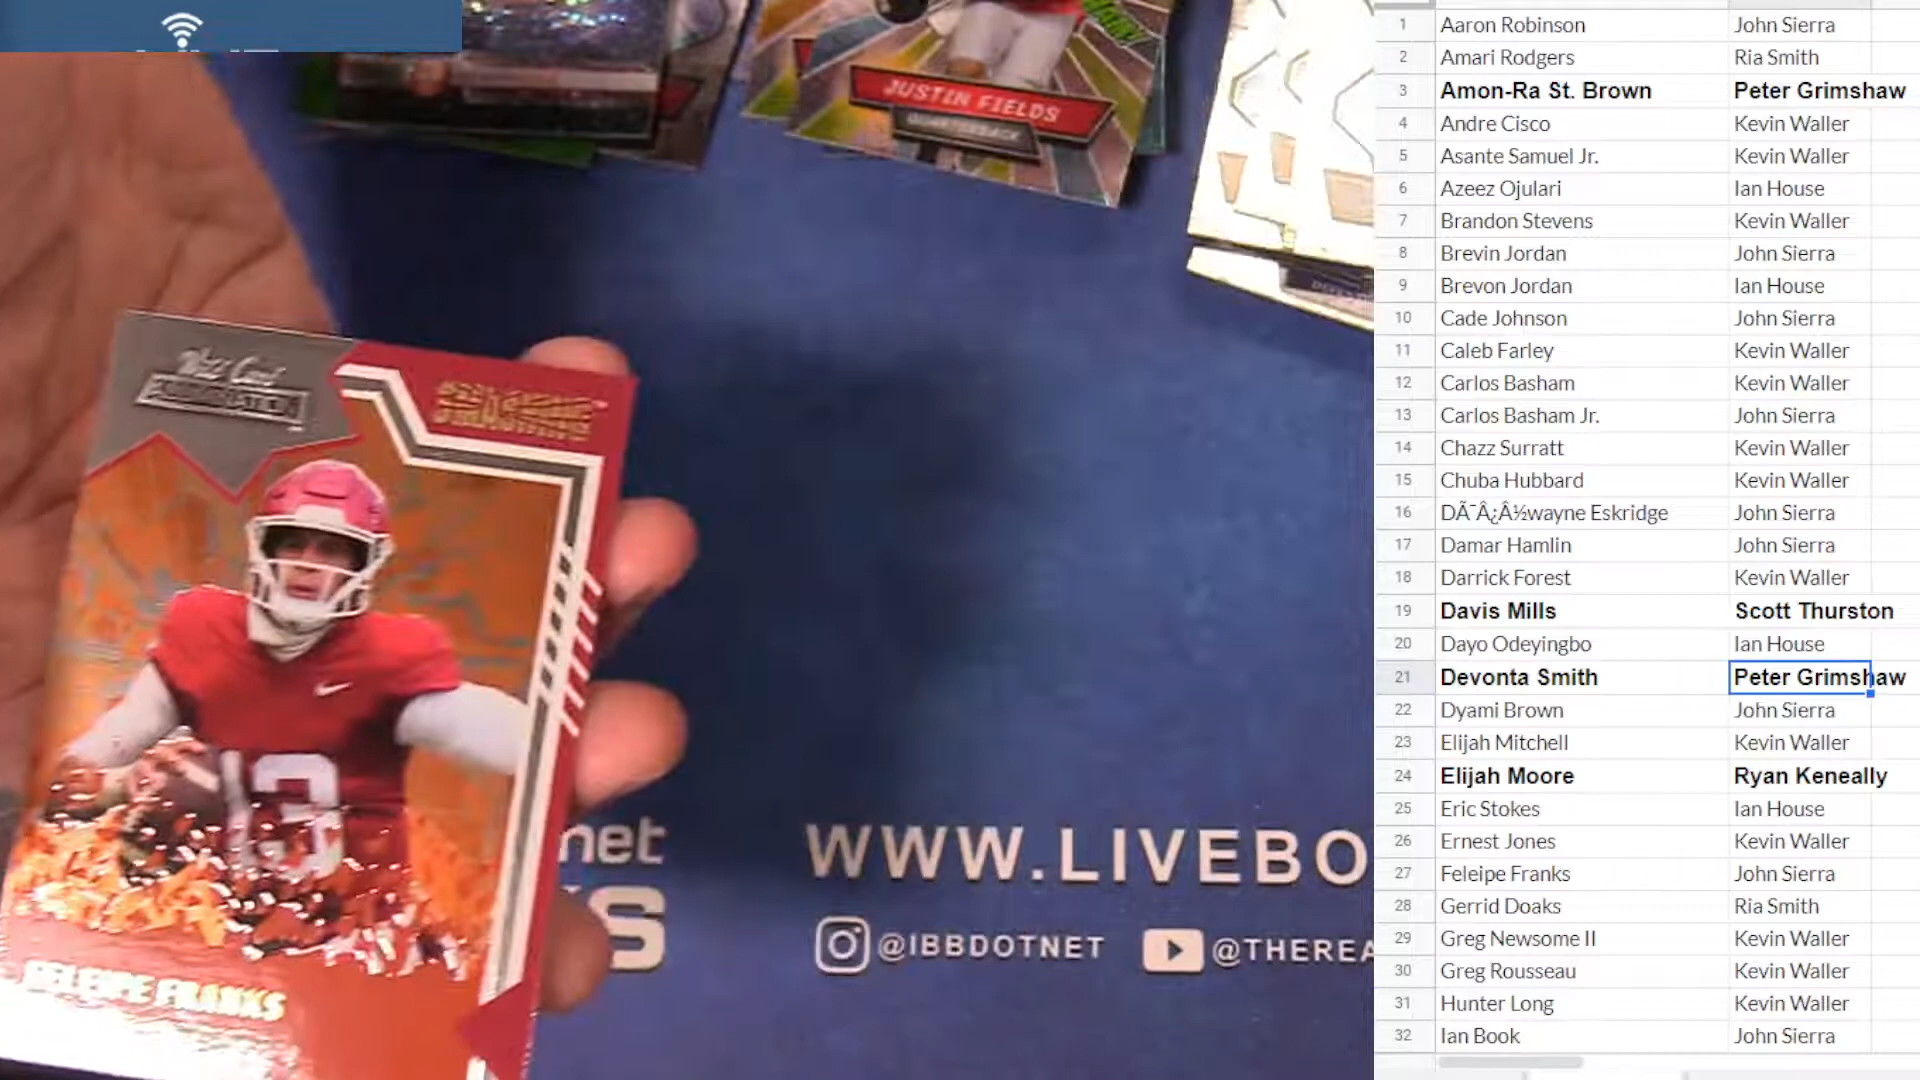 JUSTIN FIELDS
QUARTERBACK
Wild Card
FELEIPE FRANKS
13
net
S
WWW.LIVEBO
@IBBDOTNET
@THEREA
1 Aaron Robinson John Sierra
2 Amari Rodgers Ria Smith
3 Amon-Ra St. Brown Peter Grimshaw
4 Andre Cisco Kevin Waller
5 Asante Samuel Jr. Kevin Waller
6 Azeez Ojulari Ian House
7 Brandon Stevens Kevin Waller
8 Brevin Jordan John Sierra
9 Brevon Jordan Ian House
10 Cade Johnson John Sierra
11 Caleb Farley Kevin Waller
12 Carlos Basham Kevin Waller
13 Carlos Basham Jr. John Sierra
14 Chazz Surratt Kevin Waller
15 Chuba Hubbard Kevin Waller
16 DÃ¯Â¿Â½wayne Eskridge John Sierra
17 Damar Hamlin John Sierra
18 Darrick Forest Kevin Waller
19 Davis Mills Scott Thurston
20 Dayo Odeyingbo Ian House
21 Devonta Smith Peter Grimshaw
22 Dyami Brown John Sierra
23 Elijah Mitchell Kevin Waller
24 Elijah Moore Ryan Keneally
25 Eric Stokes Ian House
26 Ernest Jones Kevin Waller
27 Feleipe Franks John Sierra
28 Gerrid Doaks Ria Smith
29 Greg Newsome II Kevin Waller
30 Greg Rousseau Kevin Waller
31 Hunter Long Kevin Waller
32 Ian Book John Sierra